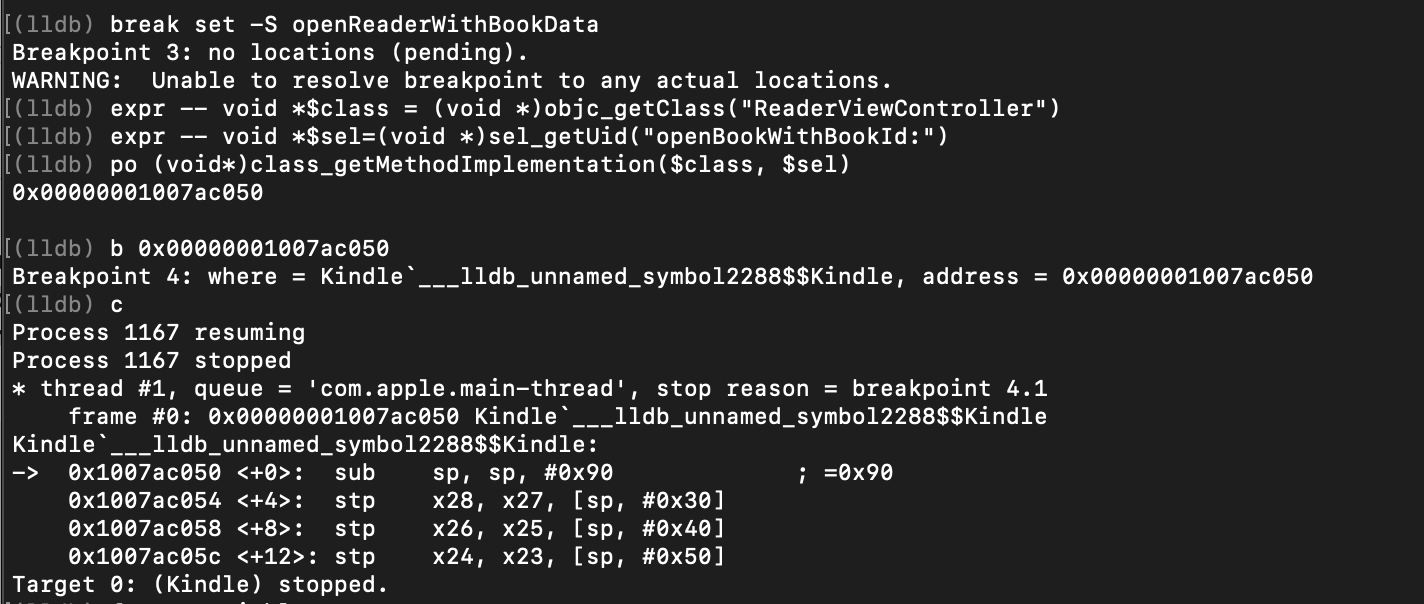 [(lldb) break set -S openReaderWithBookData
Breakpoint 3: no locations (pending).
WARNING:  Unable to resolve breakpoint to any actual locations.
[(lldb) expr -- void *$class = (void *)objc_getClass("ReaderViewController")
[(lldb) expr -- void *$sel=(void *)sel_getUid("openBookWithBookId:")
[(lldb) po (void*)class_getMethodImplementation($class, $sel)
0x00000001007ac050
[(lldb) b 0x00000001007ac050
Breakpoint 4: where = Kindle`___lldb_unnamed_symbol2288$$Kindle, address = 0x00000001007ac050
[(lldb) c
Process 1167 resuming
Process 1167 stopped
* thread #1, queue = 'com.apple.main-thread', stop reason = breakpoint 4.1
    frame #0: 0x00000001007ac050 Kindle`___lldb_unnamed_symbol2288$$Kindle
Kindle`___lldb_unnamed_symbol2288$$Kindle:
->  0x1007ac050 <+0>:  sub    sp, sp, #0x90             ; =0x90
    0x1007ac054 <+4>:  stp    x28, x27, [sp, #0x30]
    0x1007ac058 <+8>:  stp    x26, x25, [sp, #0x40]
    0x1007ac05c <+12>: stp    x24, x23, [sp, #0x50]
Target 0: (Kindle) stopped.